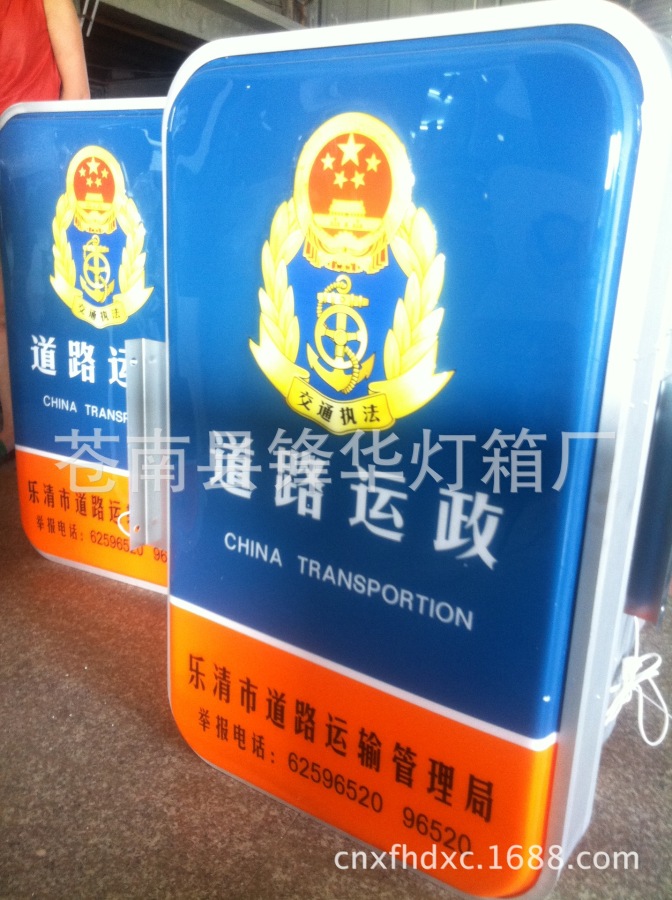 交通执法
道路运
CHINA TRANSP
乐清市道路运
举报电话：62596520 96
交通执法
道路运政
CHINA TRANSPORTION
乐清市道路运输管理局
举报电话：62596520 96520
苍南县锋华灯箱厂
cnxfhdxc.1688.com